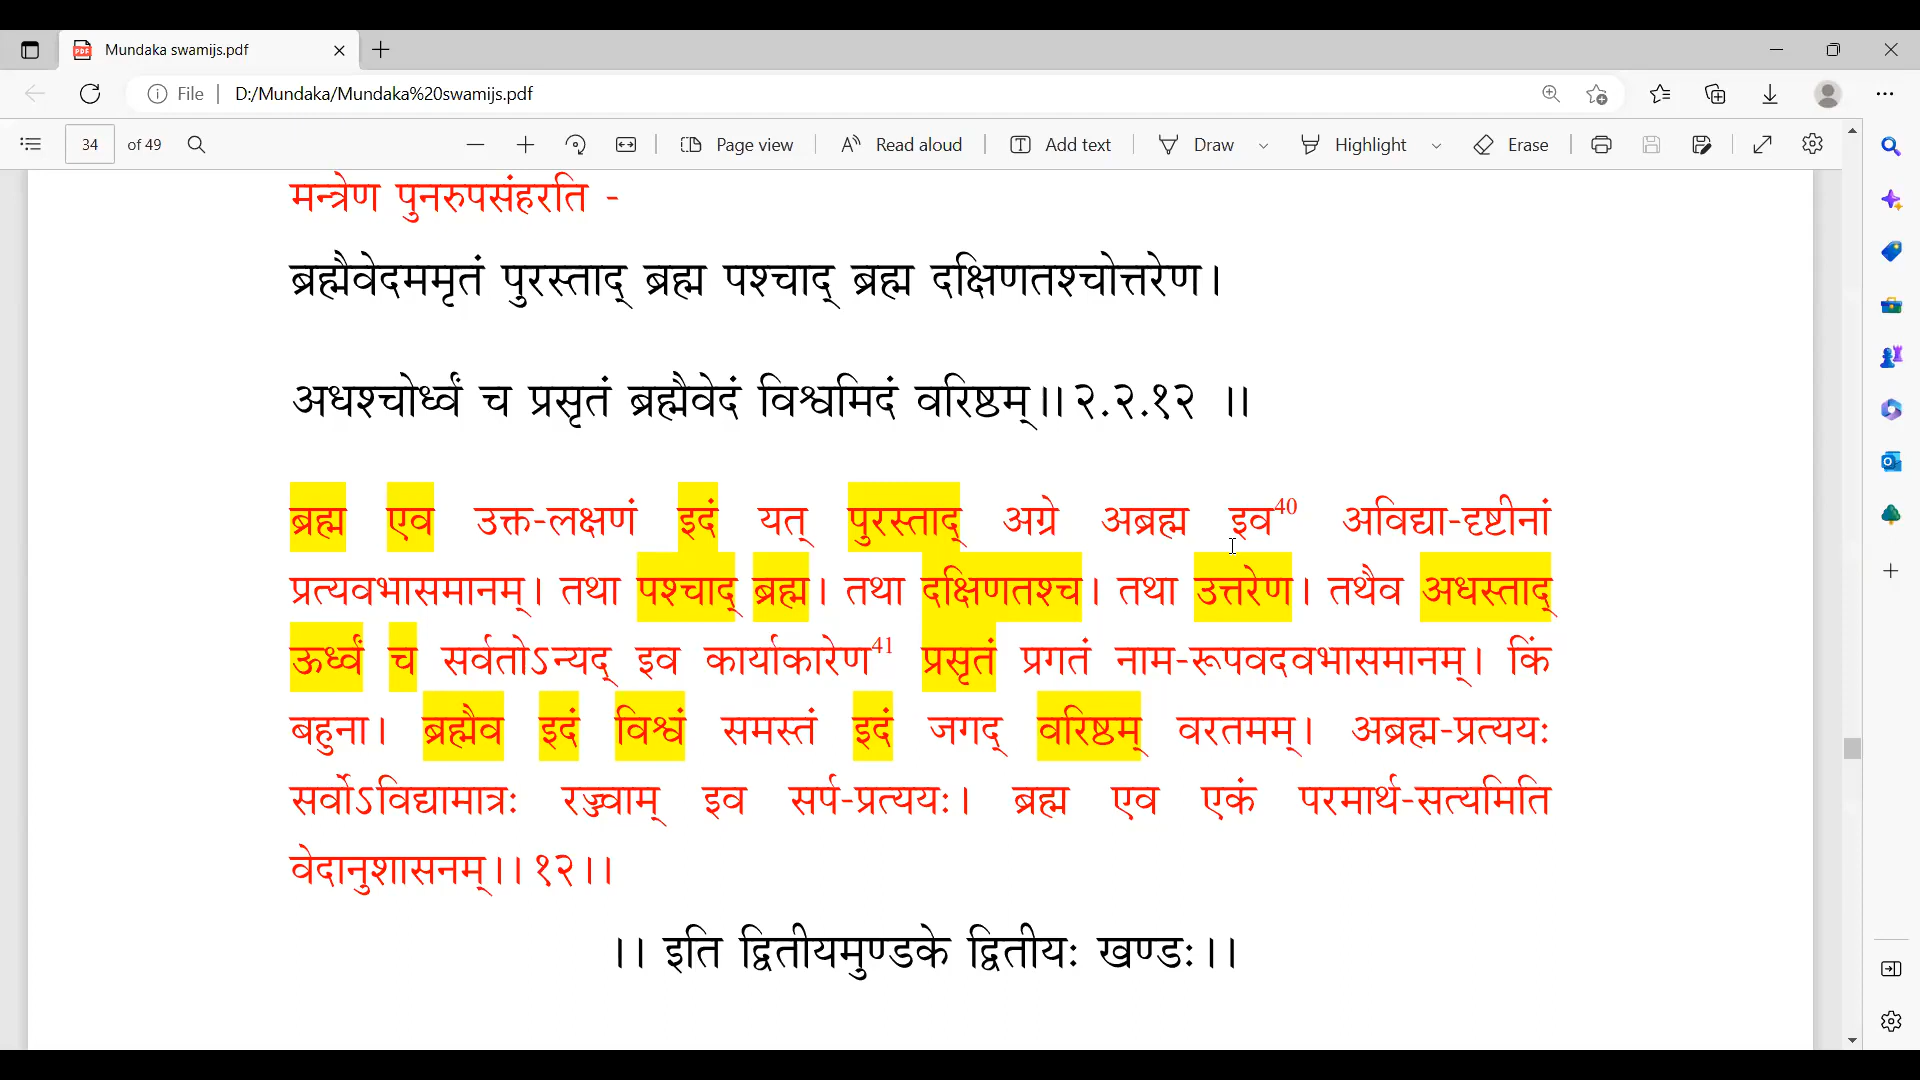 Mundaka swamijs.pdf
File
D:/Mundaka/Mundaka%20swamijs.pdf
34 of 49
Page view
Read aloud
Add text
Draw
Highlight
Erase
मन्त्रेण पुनरुपसंहरति -
ब्रह्मैवेदममृतं पुरस्ताद् ब्रह्म पश्चाद् ब्रह्म दक्षिणतश्चोत्तरेण।
अधश्चोर्ध्वं च प्रसृतं ब्रह्मैवेदं विश्वमिदं वरिष्ठम्।।२.२.१२ ।।
ब्रह्म एव उक्त-लक्षणं इदं यत् पुरस्ताद् अग्रे अब्रह्म इव40 अविद्या-दृष्टीनां
प्रत्यवभासमानम्। तथा पश्चाद् ब्रह्म। तथा दक्षिणतश्च। तथा उत्तरेण। तथैव अधस्ताद्
ऊर्ध्वं च सर्वतोऽन्यद् इव कार्याकारेण41 प्रसृतं प्रगतं नाम-रूपवदवभासमानम्। किं
बहुना। ब्रह्मैव इदं विश्वं समस्तं इदं जगद् वरिष्ठम् वरतमम्। अब्रह्म-प्रत्ययः
सर्वोऽविद्यामात्रः रज्ज्वाम् इव सर्प-प्रत्ययः। ब्रह्म एव एकं परमार्थ-सत्यमिति
वेदानुशासनम्।।१२।।
।। इति द्वितीयमुण्डके द्वितीयः खण्डः।।